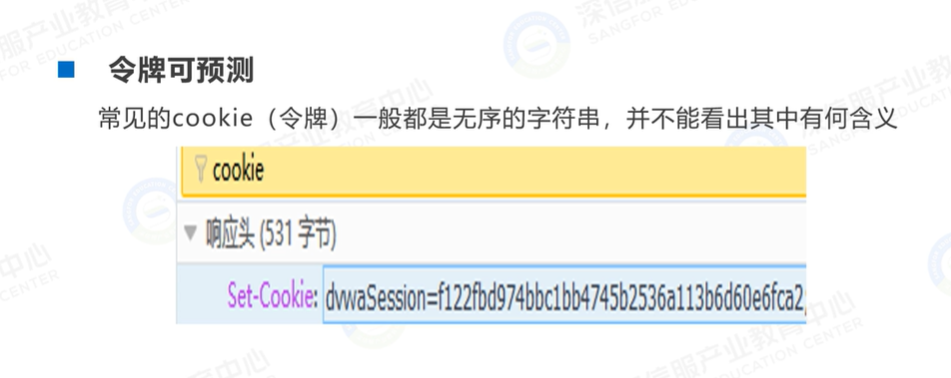 令牌可预测
常见的cookie（令牌）一般都是无序的字符串，并不能看出其中有何含义
cookie
响应头 (531 字节)
Set-Cookie: dvwaSession=f122fbd974bbc1bb4745b2536a113b6d60e6fca2;